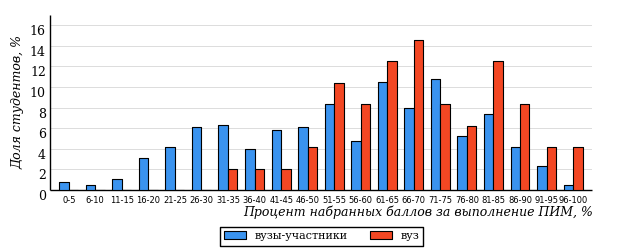 Доля студентов, %
16
14
12
10
8
6
4
2
0
0-5 6-10 11-15 16-20 21-25 26-30 31-35 36-40 41-45 46-50 51-55 56-60 61-65 66-70 71-75 76-80 81-85 86-90 91-95 96-100
Процент набранных баллов за выполнение ПИМ, %
вузы-участники вуз